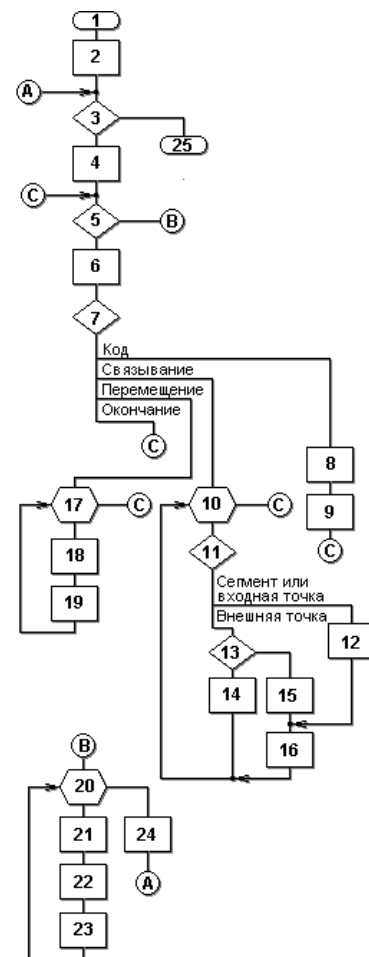 1
2
A
3
25
4
C
5
B
6
7
Код
Связывание
Перемещение
Окончание
C
8
17
C
10
C
9
18
11
C
19
Сегмент или
входная точка
Внешняя точка
12
13
14
15
16
B
20
21
24
22
A
23